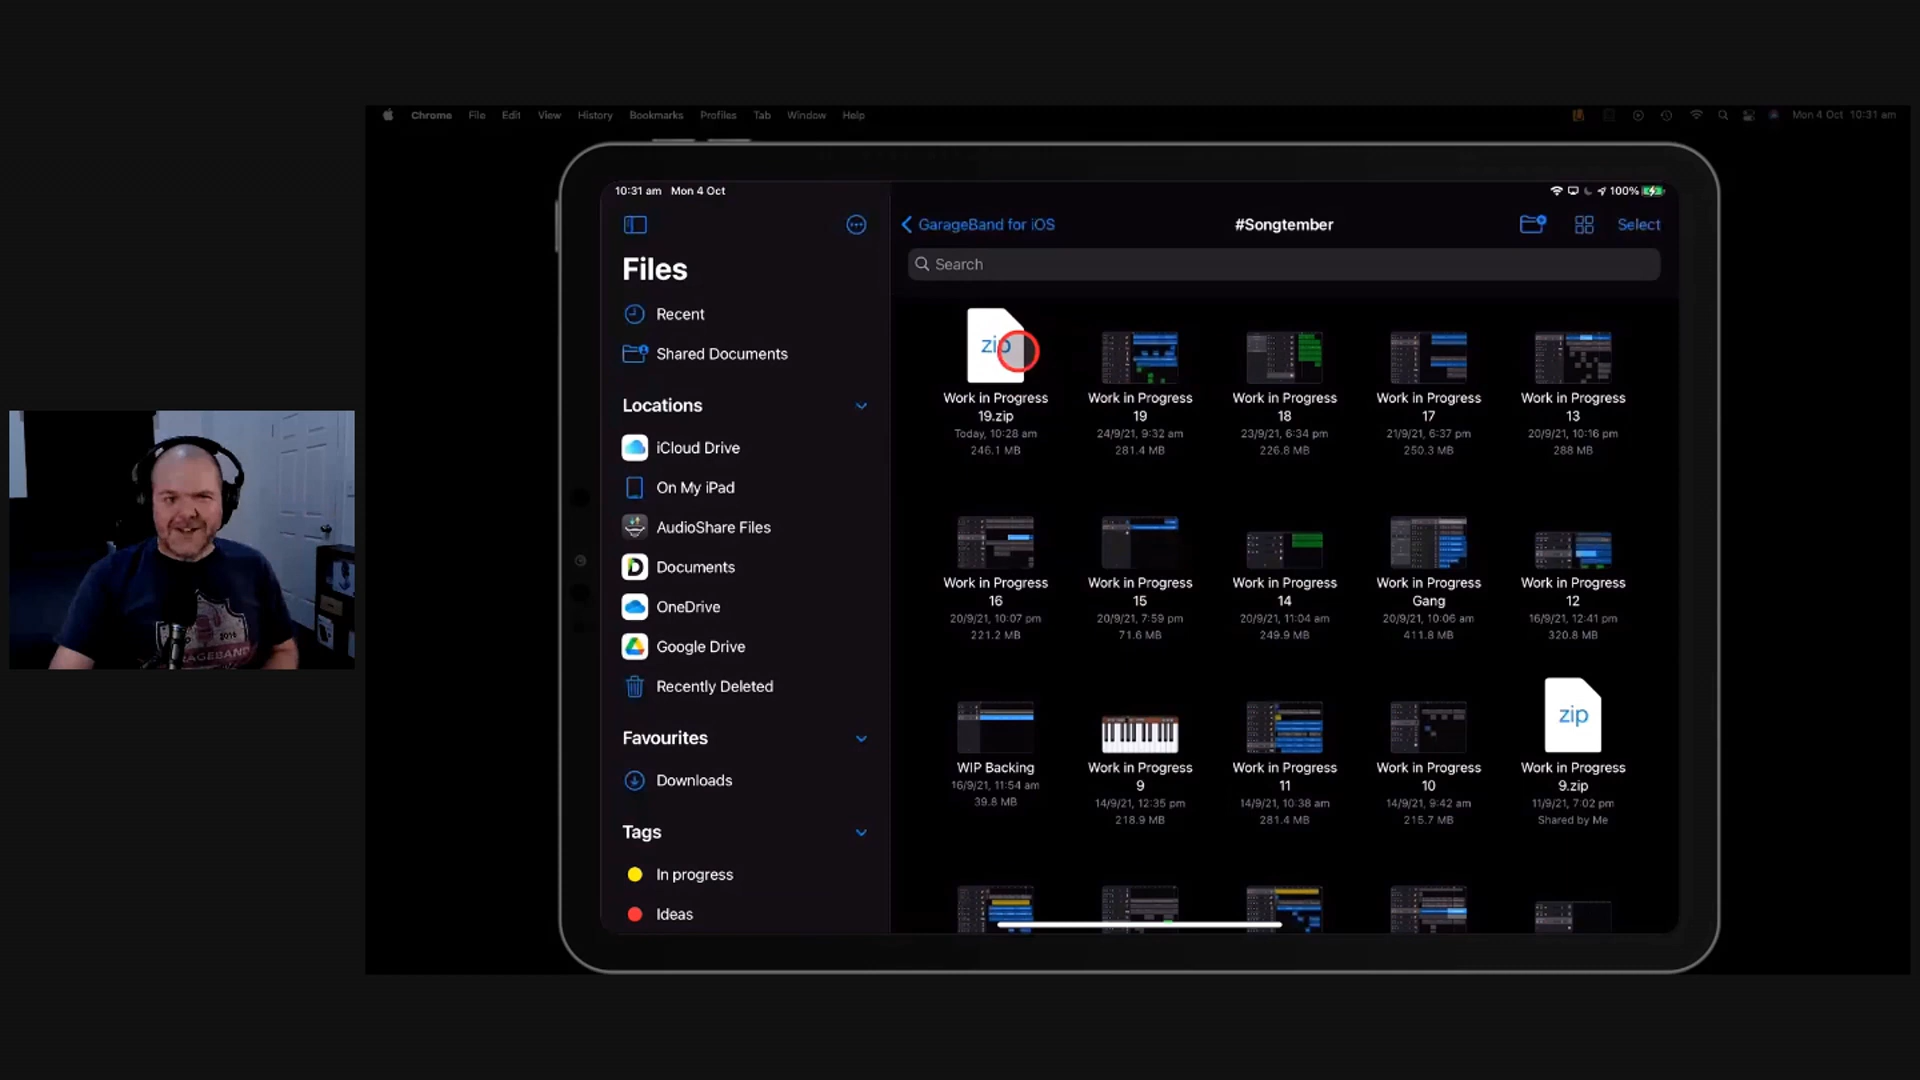 Chrome File Edit View History Bookmarks Profiles Tab Window Help
Mon 4 Oct 10:31 am
10:31 am Mon 4 Oct
100%
Files
Recent
Shared Documents
Locations
iCloud Drive
On My iPad
AudioShare Files
Documents
OneDrive
Google Drive
Recently Deleted
Favourites
Downloads
Tags
In progress
Ideas
GarageBand for iOS
#Songtember
Select
Search
zip
Work in Progress
19.zip
Today, 10:28 am
246.1 MB
Work in Progress
19
24/9/21, 9:32 am
281.4 MB
Work in Progress
18
23/9/21, 6:34 pm
226.8 MB
Work in Progress
17
21/9/21, 6:37 pm
250.3 MB
Work in Progress
13
20/9/21, 10:16 pm
288 MB
Work in Progress
16
20/9/21, 10:07 pm
221.2 MB
Work in Progress
15
20/9/21, 7:59 pm
71.6 MB
Work in Progress
14
20/9/21, 11:04 am
249.9 MB
Work in Progress
Gang
20/9/21, 10:06 am
411.8 MB
Work in Progress
12
16/9/21, 12:41 pm
320.8 MB
WIP Backing
16/9/21, 11:54 am
39.8 MB
Work in Progress
9
14/9/21, 12:35 pm
218.9 MB
Work in Progress
11
14/9/21, 10:38 am
281.4 MB
Work in Progress
10
14/9/21, 9:42 am
215.7 MB
zip
Work in Progress
9.zip
11/9/21, 7:02 pm
Shared by Me
2016